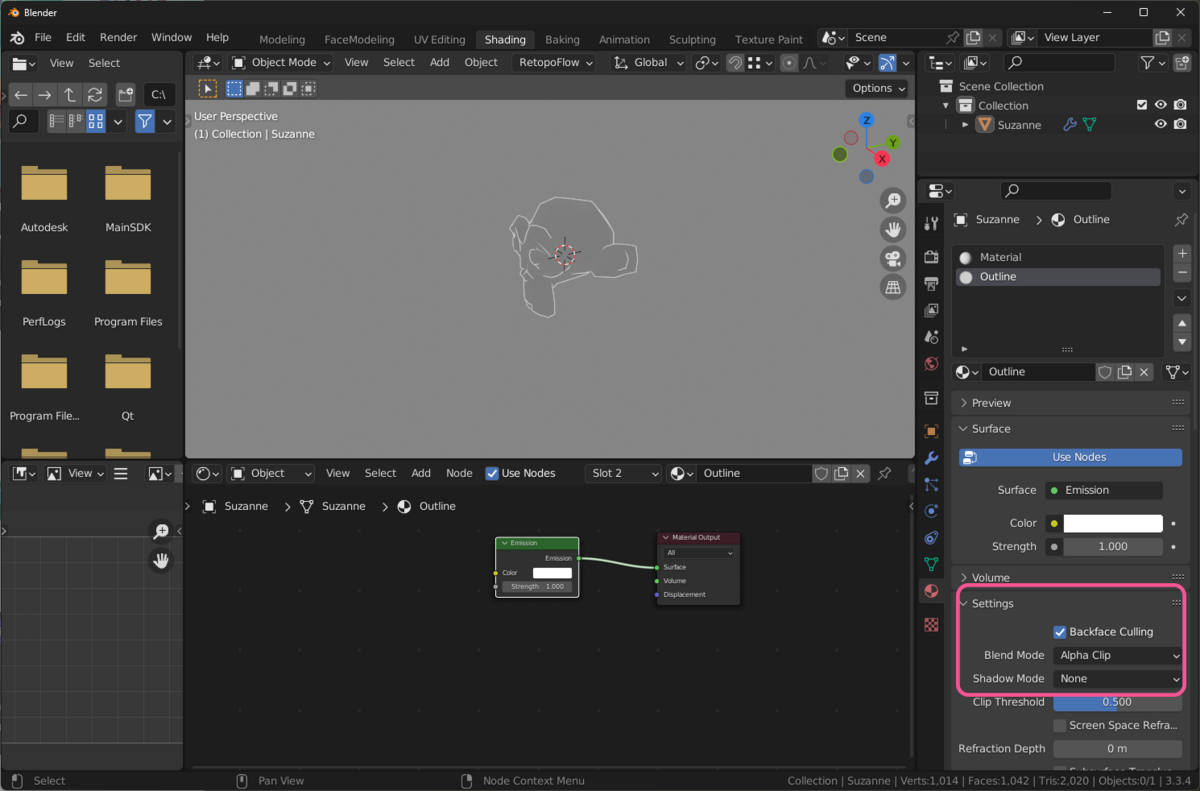 Blender
File Edit Render Window Help Modeling FaceModeling UV Editing Shading Baking Animation Sculpting Texture Paint Scene View Layer
View Select
C:\
Autodesk MainSDK
PerfLogs Program Files
Program File... Qt
Object Mode View Select Add Object RetopoFlow Global
Options
User Perspective
(1) Collection | Suzanne
Z
Y
X
View
Object View Select Add Node Use Nodes Slot 2 Outline
Suzanne Suzanne Outline
Emission
Emission
Color
Strength 1.000
Material Output
All
Surface
Volume
Displacement
Scene Collection
Collection
Suzanne
Suzanne Outline
Material
Outline
Outline
Preview
Surface
Use Nodes
Surface Emission
Color
Strength 1.000
Volume
Settings
Backface Culling
Blend Mode Alpha Clip
Shadow Mode None
Clip Threshold 0.500
Screen Space Refra...
Refraction Depth 0 m
Select Pan View Node Context Menu Collection | Suzanne | Verts:1,014 | Faces:1,042 | Tris:2,020 | Objects:0/1 | 3.3.4